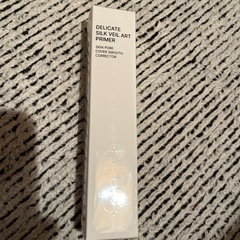 DELICATE
SILK VEIL ART
PRIMER
SKIN PORE
COVER SMOOTH
CORRECTOR